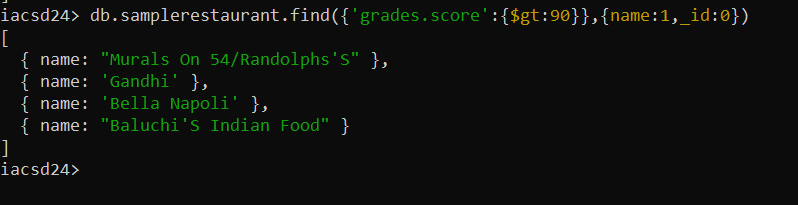 ]
iacsd24> db.samplerestaurant.find({'grades.score':{$gt:90}},{name:1,_id:0})
[
  { name: "Murals On 54/Randolphs'S" },
  { name: 'Gandhi' },
  { name: 'Bella Napoli' },
  { name: "Baluchi'S Indian Food" }
]
iacsd24>